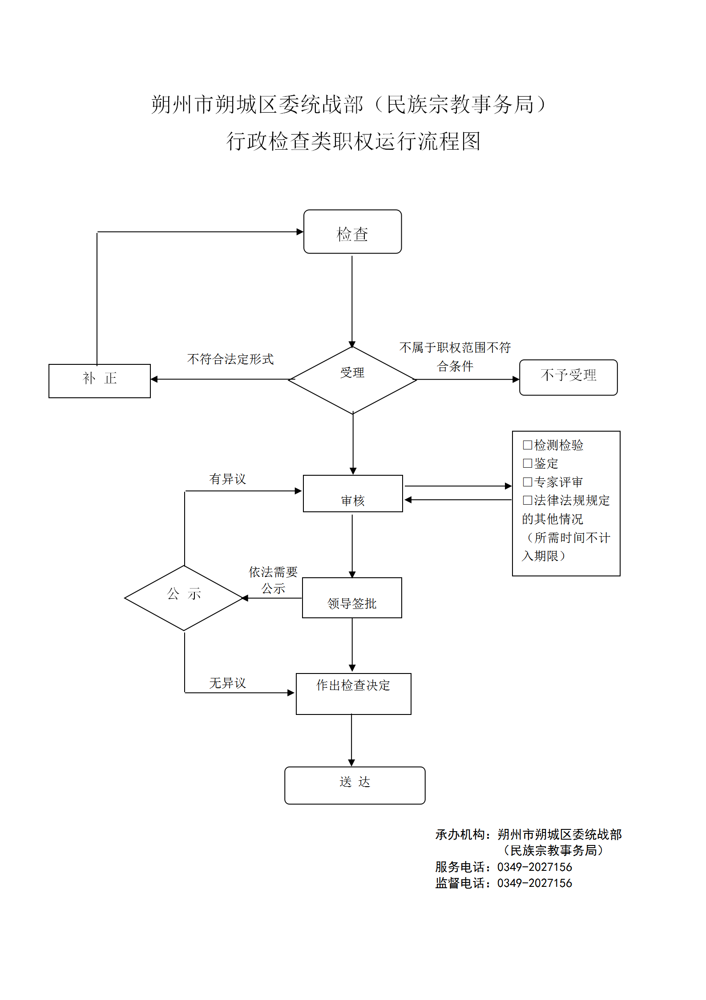 朔州市朔城区委统战部（民族宗教事务局）
行政检查类职权运行流程图
检查
不符合法定形式
不属于职权范围不符
合条件
补 正
受理
不予受理
□检测检验
□鉴定
□专家评审
□法律法规规定
的其他情况
（所需时间不计
入期限）
有异议
审核
依法需要
公示
公 示
领导签批
无异议
作出检查决定
送 达
承办机构：朔州市朔城区委统战部
（民族宗教事务局）
服务电话：0349-2027156
监督电话：0349-2027156